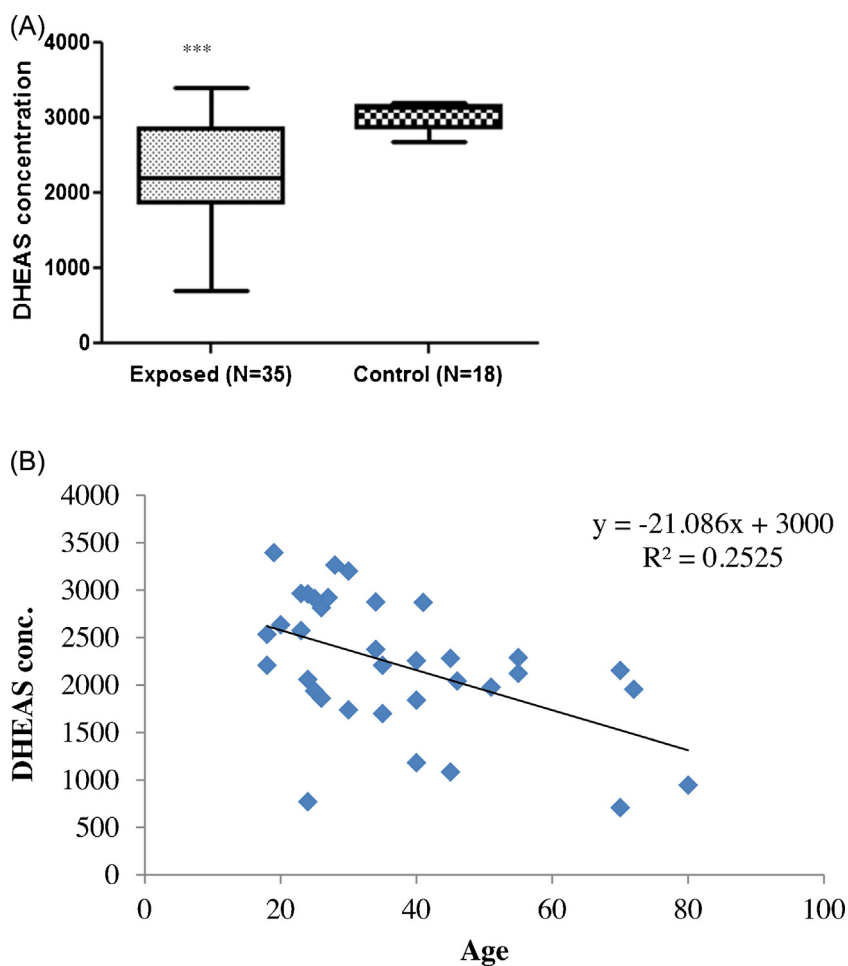 (A)
4000
***
3000
2000
1000
0
DHEAS concentration
Exposed (N=35)
Control (N=18)
(B)
4000
3500
3000
2500
2000
1500
1000
500
0
DHEAS conc.
y = -21.086x + 3000
R² = 0.2525
0 20 40 60 80 100
Age